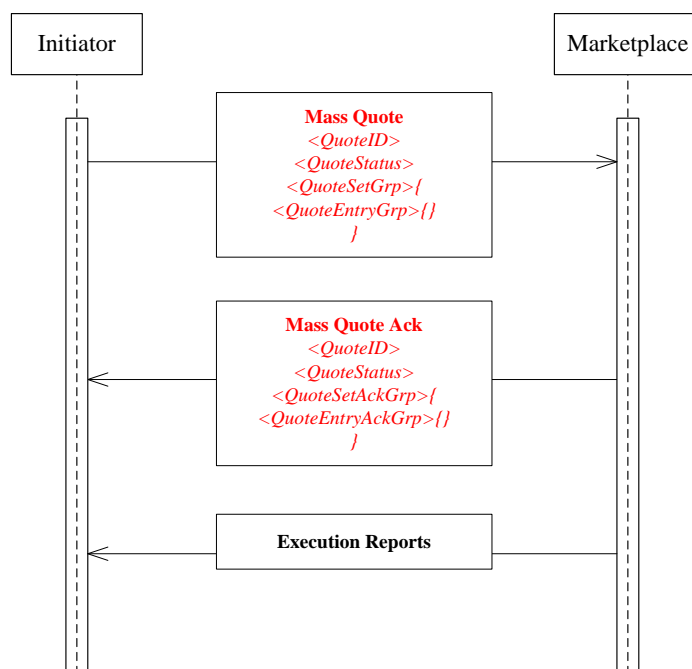 Initiator
Marketplace
Mass Quote
<QuoteID>
<QuoteStatus>
<QuoteSetGrp>{
<QuoteEntryGrp>{}
}
Mass Quote Ack
<QuoteID>
<QuoteStatus>
<QuoteSetAckGrp>{
<QuoteEntryAckGrp>{}
}
Execution Reports